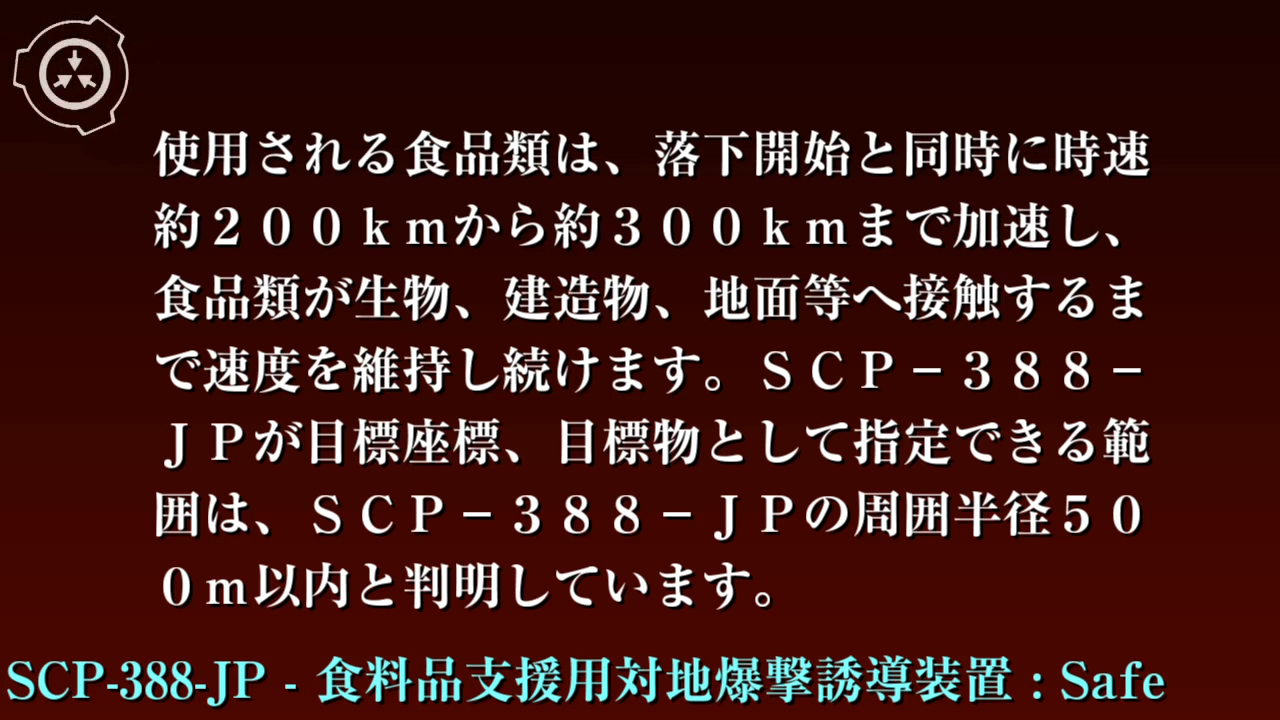 使用される食品類は、落下開始と同時に時速
約２００ｋｍから約３００ｋｍまで加速し、
食品類が生物、建造物、地面等へ接触するま
で速度を維持し続けます。ＳＣＰ－３８８－
ＪＰが目標座標、目標物として指定できる範
囲は、ＳＣＰ－３８８－ＪＰの周囲半径５０
０ｍ以内と判明しています。
SCP-388-JP - 食料品支援用対地爆撃誘導装置：Safe